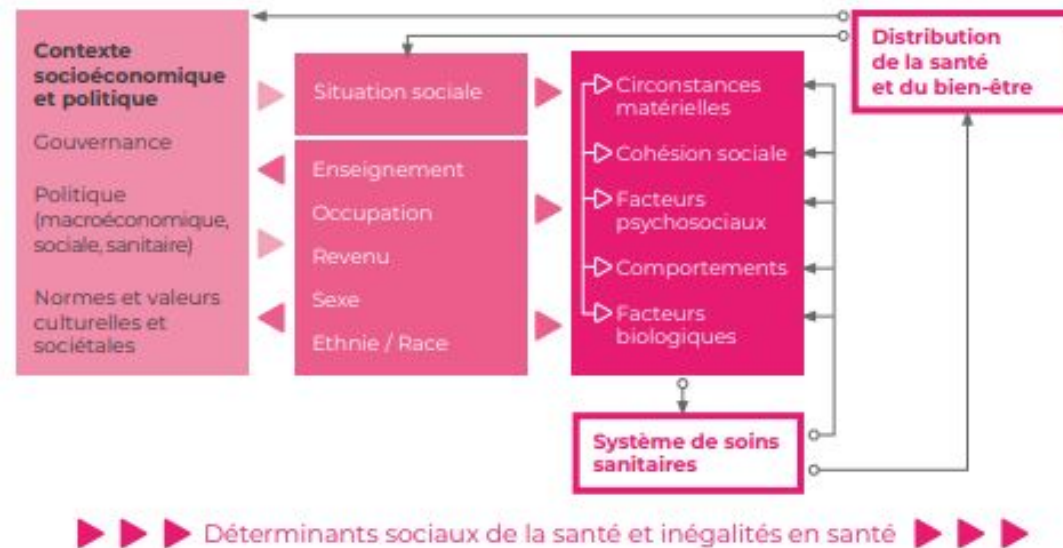 Contexte
socioéconomique
et politique
Gouvernance
Politique
(macroéconomique,
sociale, sanitaire)
Normes et valeurs
culturelles et
sociétales
Situation sociale
Enseignement
Occupation
Revenu
Sexe
Ethnie / Race
Circonstances
matérielles
Cohésion sociale
Facteurs
psychosociaux
Comportements
Facteurs
biologiques
Distribution
de la santé
et du bien-être
Système de soins
sanitaires
Déterminants sociaux de la santé et inégalités en santé